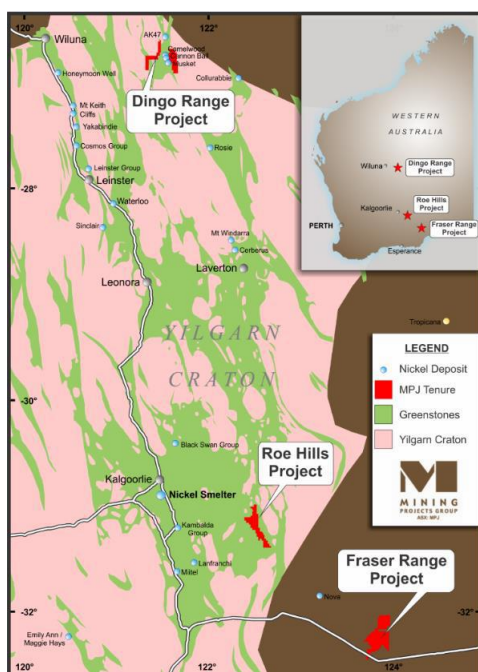 120°
122°
Wiluna
AK47
Camelwood
Cannon Ball
Musket
Honeymoon Well
Collurabbie
Dingo Range
Project
Mt Keith
Cliffs
Yakabindie
Cosmos Group
Rosie
Leinster Group
-28°
Leinster
Waterloo
Sinclair
Mt Windarra
Cerberus
Laverton
Leonora
YILGARN
CRATON
Tropicana
-30°
Black Swan Group
Roe Hills
Project
Kalgoorlie
Nickel Smelter
Kambalda
Group
Lanfranchi
Miitel
Fraser Range
Project
Nova
-32°
-32°
Emily Ann /
Maggie Hays
120°
122°
124°
WESTERN
AUSTRALIA
Wiluna
Dingo Range
Project
Kalgoorlie
Roe Hills
Project
PERTH
Fraser Range
Project
Esperance
LEGEND
Nickel Deposit
MPJ Tenure
Greenstones
Yilgarn Craton
M
MINING
PROJECTS GROUP
ASX: MPJ